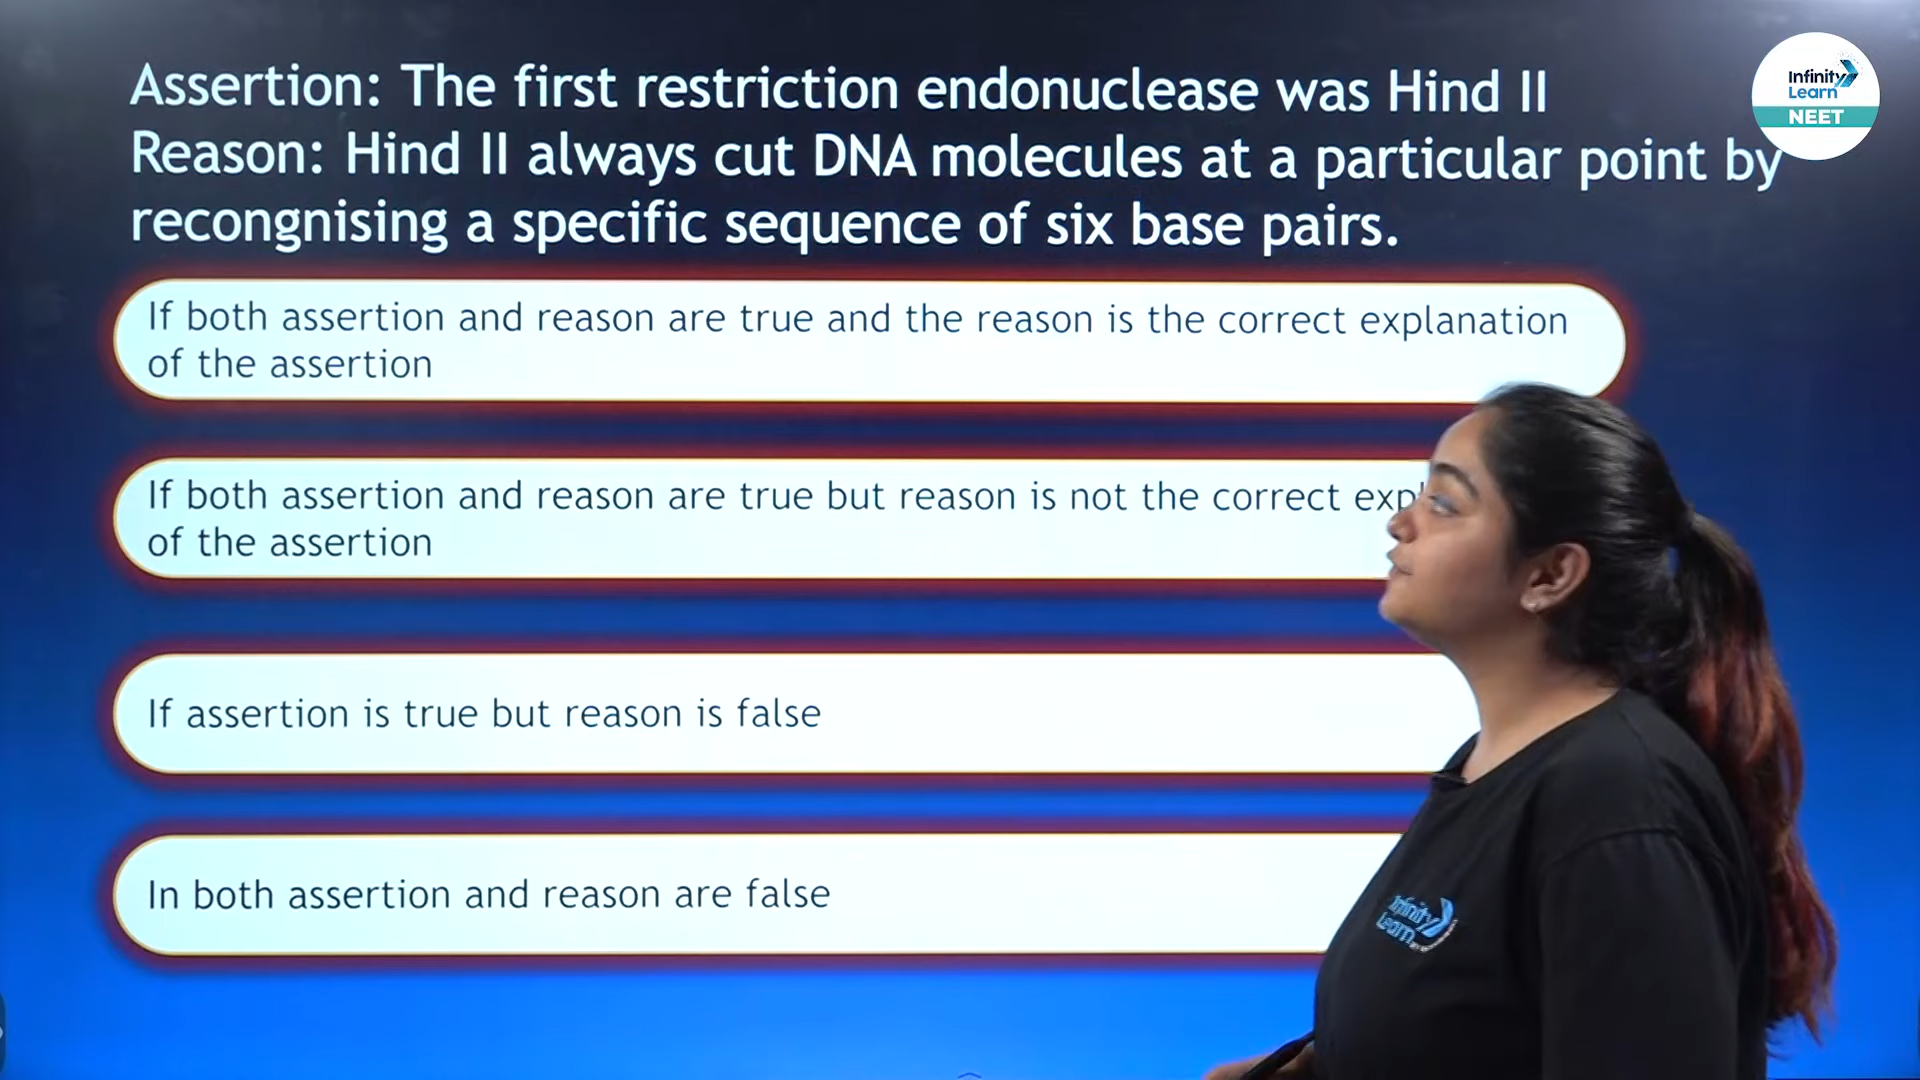 Assertion: The first restriction endonuclease was Hind II
Reason: Hind II always cut DNA molecules at a particular point by
recongnising a specific sequence of six base pairs.
Infinity
Learn
NEET
If both assertion and reason are true and the reason is the correct explanation
of the assertion
If both assertion and reason are true but reason is not the correct
of the assertion
If assertion is true but reason is false
In both assertion and reason are false
Infinity
Learn